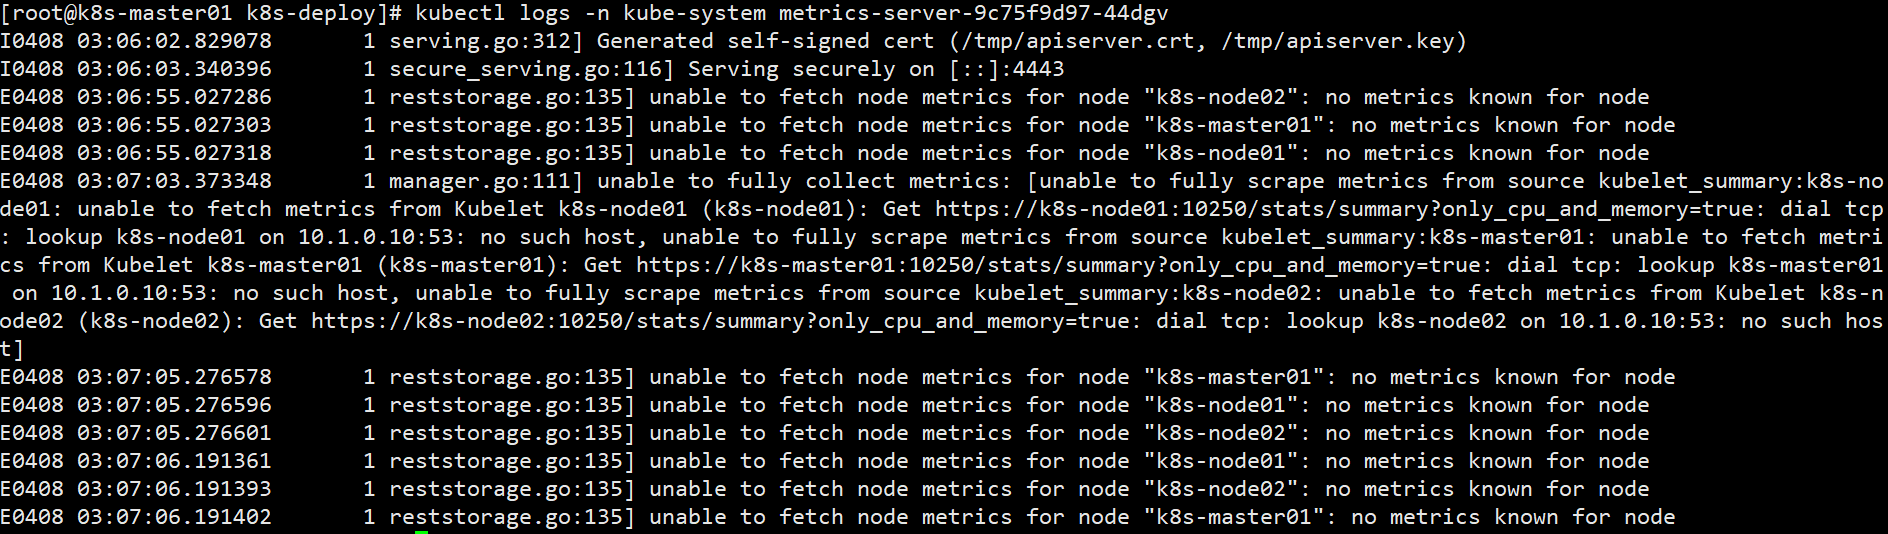 [root@k8s-master01 k8s-deploy]# kubectl logs -n kube-system metrics-server-9c75f9d97-44dgv
I0408 03:06:02.829078       1 serving.go:312] Generated self-signed cert (/tmp/apiserver.crt, /tmp/apiserver.key)
I0408 03:06:03.340396       1 secure_serving.go:116] Serving securely on [::]:4443
E0408 03:06:55.027286       1 reststorage.go:135] unable to fetch node metrics for node "k8s-node02": no metrics known for node
E0408 03:06:55.027303       1 reststorage.go:135] unable to fetch node metrics for node "k8s-master01": no metrics known for node
E0408 03:06:55.027318       1 reststorage.go:135] unable to fetch node metrics for node "k8s-node01": no metrics known for node
E0408 03:07:03.373348       1 manager.go:111] unable to fully collect metrics: [unable to fully scrape metrics from source kubelet_summary:k8s-no
de01: unable to fetch metrics from Kubelet k8s-node01 (k8s-node01): Get https://k8s-node01:10250/stats/summary?only_cpu_and_memory=true: dial tcp
: lookup k8s-node01 on 10.1.0.10:53: no such host, unable to fully scrape metrics from source kubelet_summary:k8s-master01: unable to fetch metri
cs from Kubelet k8s-master01 (k8s-master01): Get https://k8s-master01:10250/stats/summary?only_cpu_and_memory=true: dial tcp: lookup k8s-master01
 on 10.1.0.10:53: no such host, unable to fully scrape metrics from source kubelet_summary:k8s-node02: unable to fetch metrics from Kubelet k8s-n
ode02 (k8s-node02): Get https://k8s-node02:10250/stats/summary?only_cpu_and_memory=true: dial tcp: lookup k8s-node02 on 10.1.0.10:53: no such hos
t]
E0408 03:07:05.276578       1 reststorage.go:135] unable to fetch node metrics for node "k8s-master01": no metrics known for node
E0408 03:07:05.276596       1 reststorage.go:135] unable to fetch node metrics for node "k8s-node01": no metrics known for node
E0408 03:07:05.276601       1 reststorage.go:135] unable to fetch node metrics for node "k8s-node02": no metrics known for node
E0408 03:07:06.191361       1 reststorage.go:135] unable to fetch node metrics for node "k8s-node01": no metrics known for node
E0408 03:07:06.191393       1 reststorage.go:135] unable to fetch node metrics for node "k8s-node02": no metrics known for node
E0408 03:07:06.191402       1 reststorage.go:135] unable to fetch node metrics for node "k8s-master01": no metrics known for node